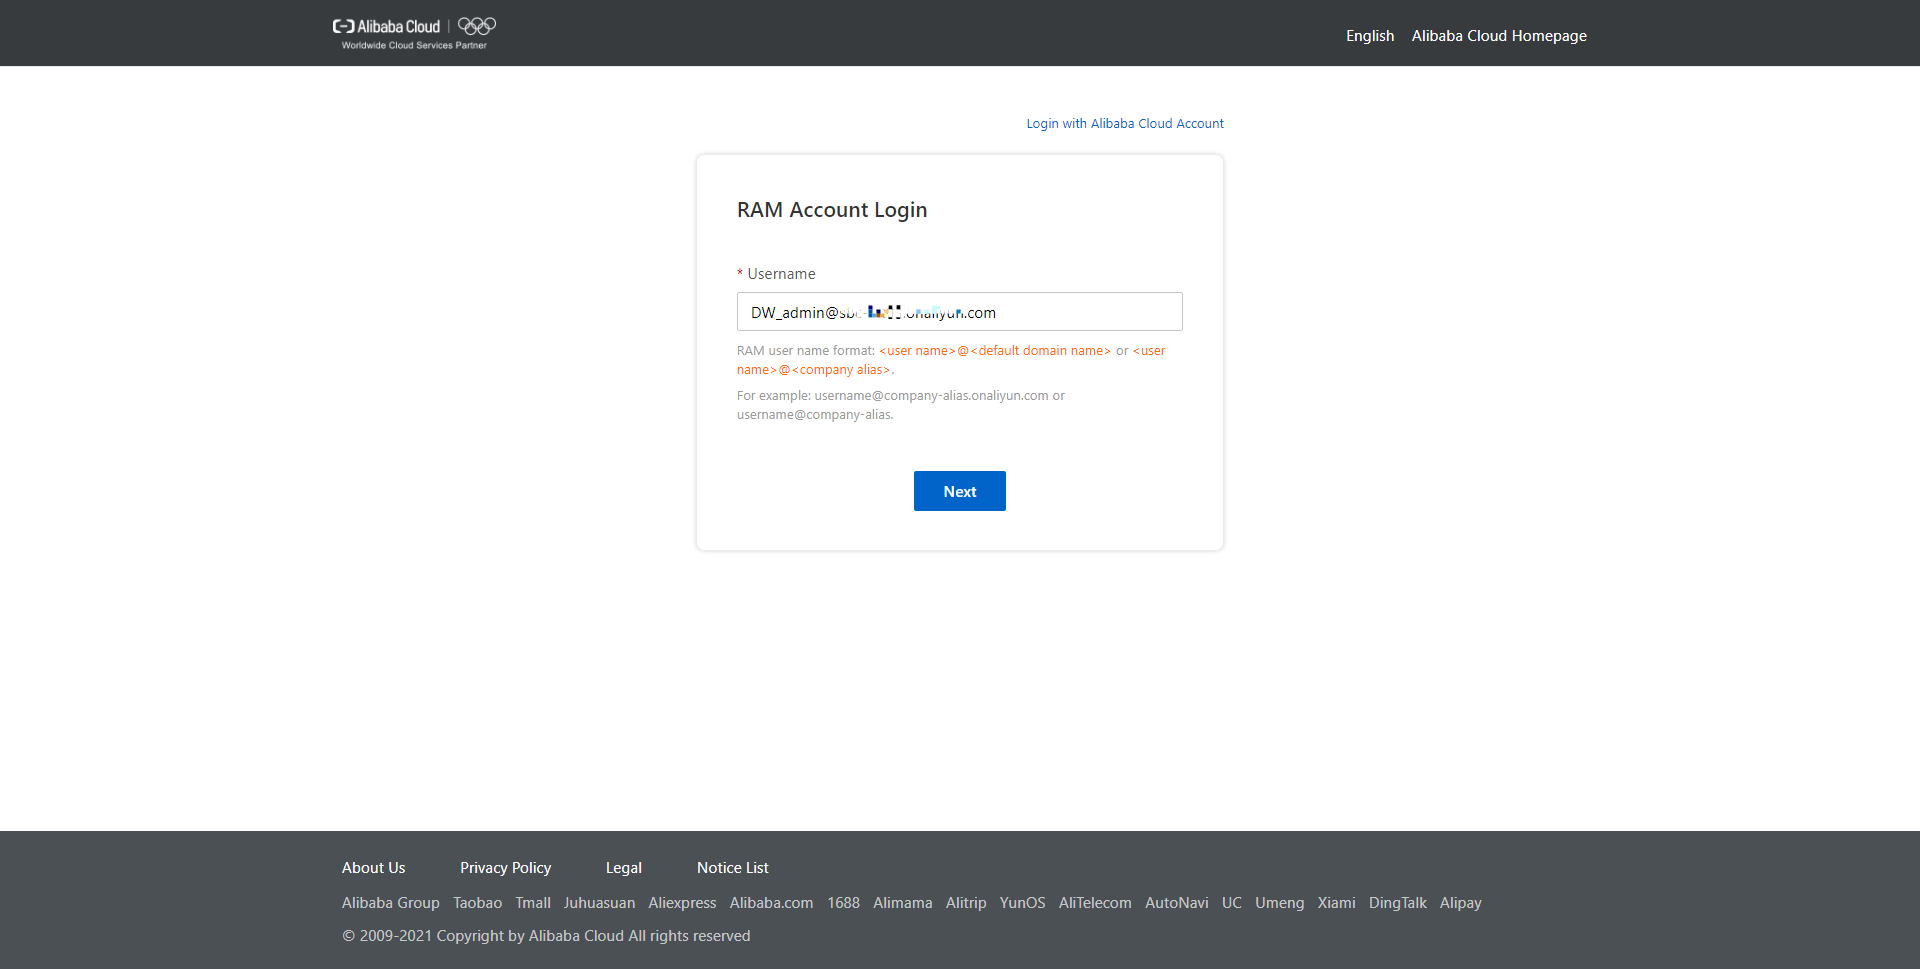 Alibaba Cloud
Worldwide Cloud Services Partner
English Alibaba Cloud Homepage
Login with Alibaba Cloud Account
RAM Account Login
* Username
DW_admin@ .onaliyun.com
RAM user name format: <user name>@<default domain name> or <user
name>@<company alias>.
For example: username@company-alias.onaliyun.com or
username@company-alias.
Next
About Us Privacy Policy Legal Notice List
Alibaba Group Taobao Tmall Juhuasuan Aliexpress Alibaba.com 1688 Alimama Alitrip YunOS AliTelecom AutoNavi UC Umeng Xiami DingTalk Alipay
© 2009-2021 Copyright by Alibaba Cloud All rights reserved